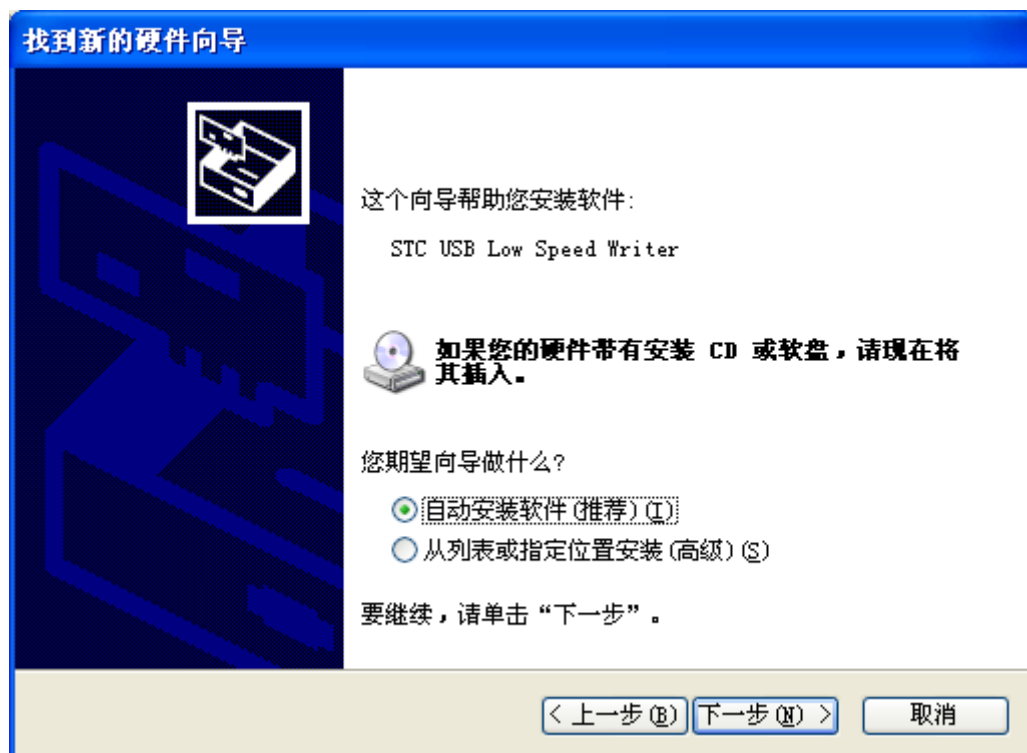 找到新的硬件向导
这个向导帮助您安装软件:
STC USB Low Speed Writer
如果您的硬件带有安装 CD 或软盘，请现在将
其插入。
您期望向导做什么?
自动安装软件(推荐)(I)
从列表或指定位置安装(高级)(S)
要继续，请单击“下一步”。
< 上一步(B) 下一步(N) > 取消